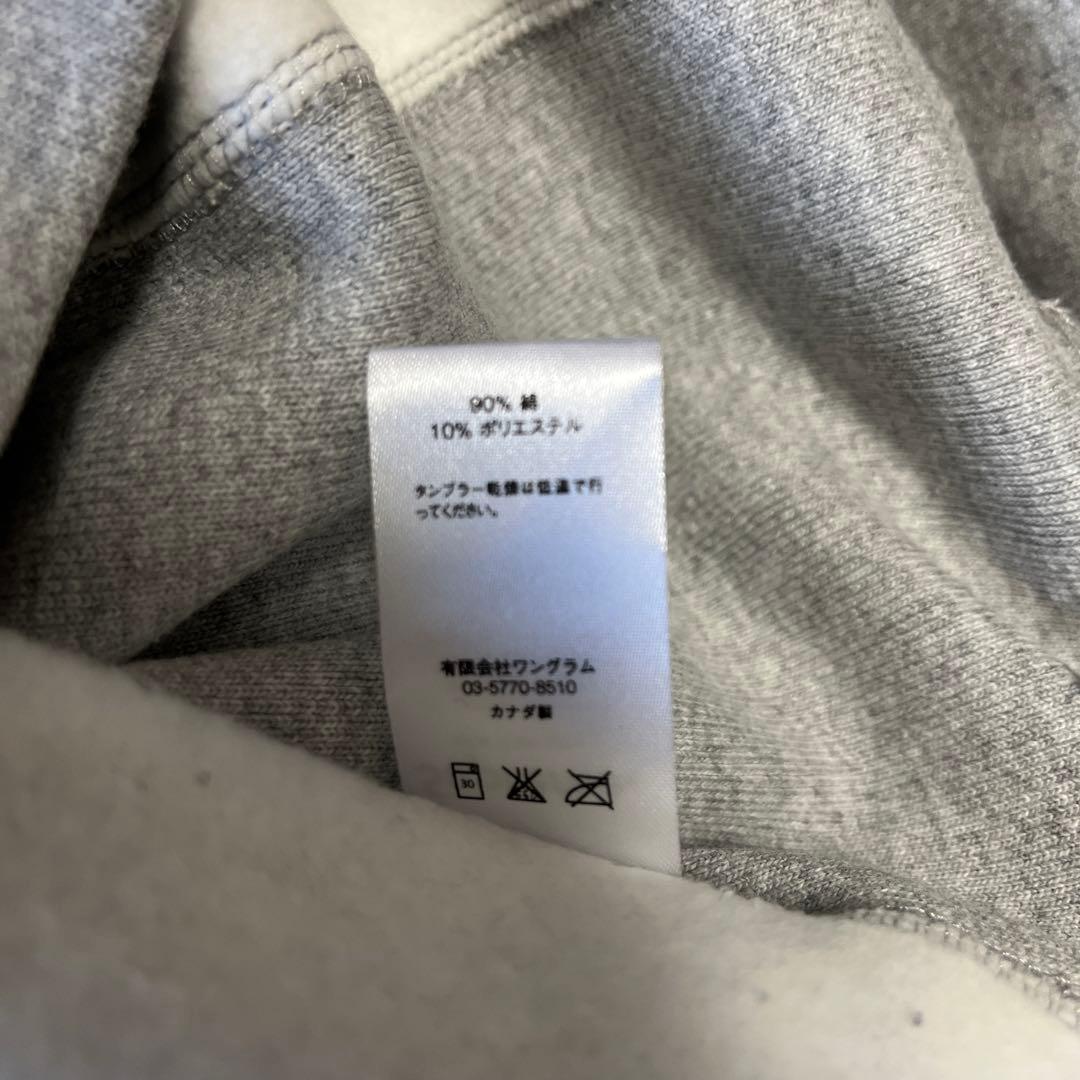 90% 綿
10% ポリエステル
タンブラー乾燥は低温で行
ってください。
有限会社ワングラム
03-5770-8510
カナダ製
30